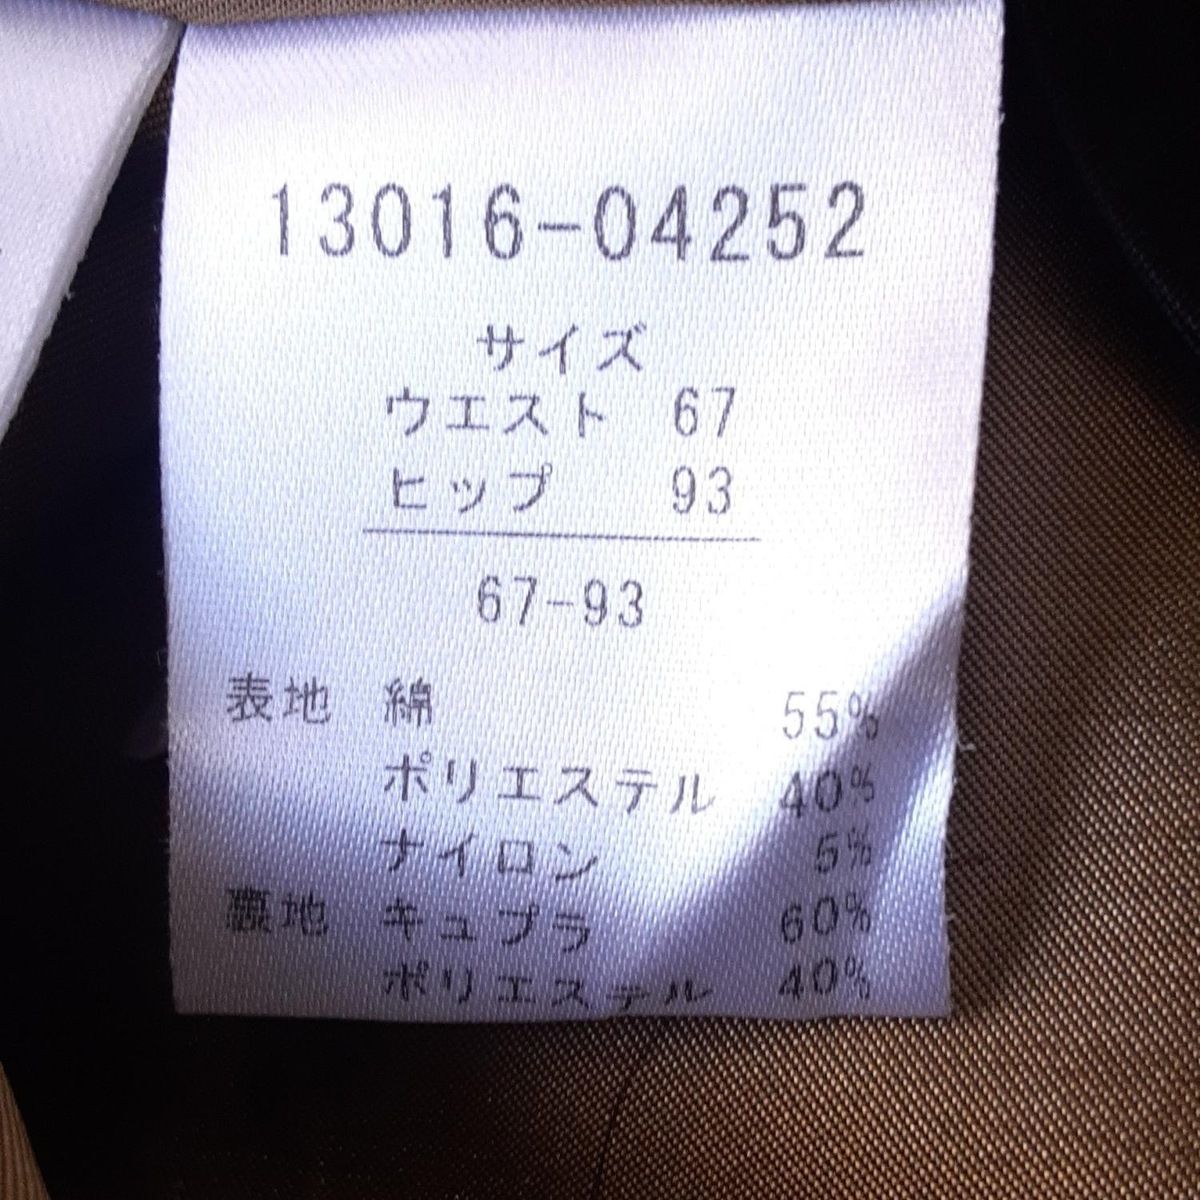 13016-04252
サイズ
ウエスト 67
ヒップ 93
67-93
表地 綿 55%
ポリエステル 40%
ナイロン 5%
裏地 キュプラ 60%
ポリエステル 40%